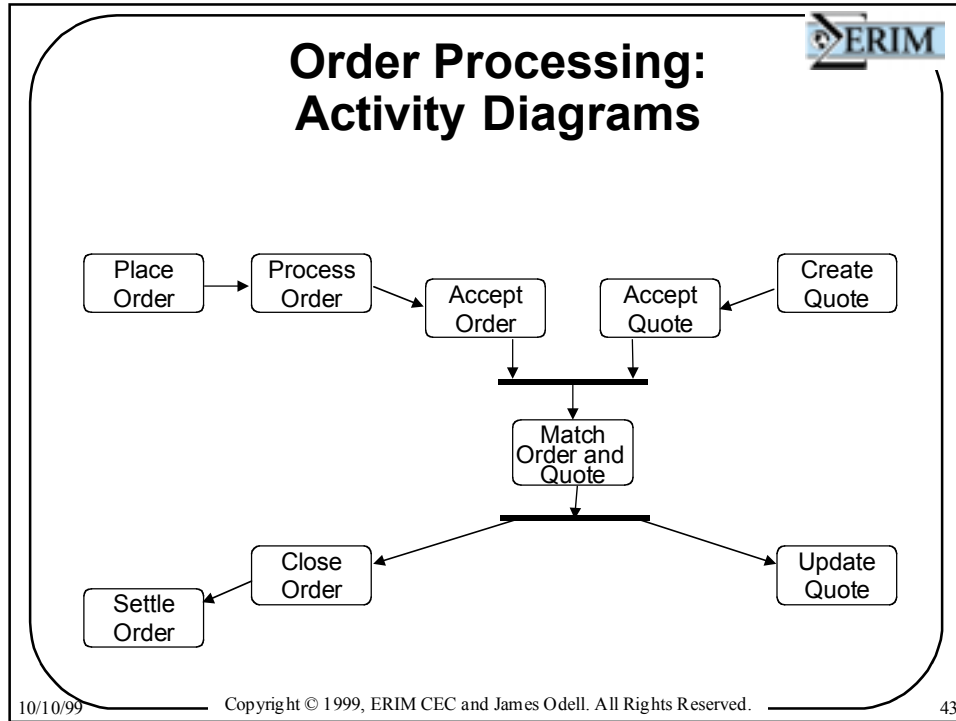 ERIM
Order Processing:
Activity Diagrams
Place
Order
Process
Order
Accept
Order
Accept
Quote
Create
Quote
Match
Order and
Quote
Close
Order
Update
Quote
Settle
Order
10/10/99
Copyright © 1999, ERIM CEC and James Odell. All Rights Reserved.
43